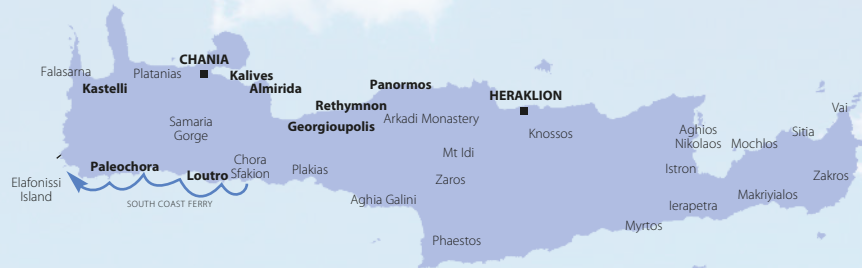 CHANIA
Falasarna
Platanias
Kalives
Kastelli
Almirida
Panormos
HERAKLION
Rethymnon
Vai
Samaria
Gorge
Georgioupolis
Arkadi Monastery
Knossos
Aghios
Nikolaos
Mochlos
Sitia
Mt Idi
Chora
Sfakion
Paleochora
Loutro
Plakias
Zaros
Istron
Zakros
Elafonissi
Island
SOUTH COAST FERRY
Aghia Galini
Makriyialos
Ierapetra
Myrtos
Phaestos